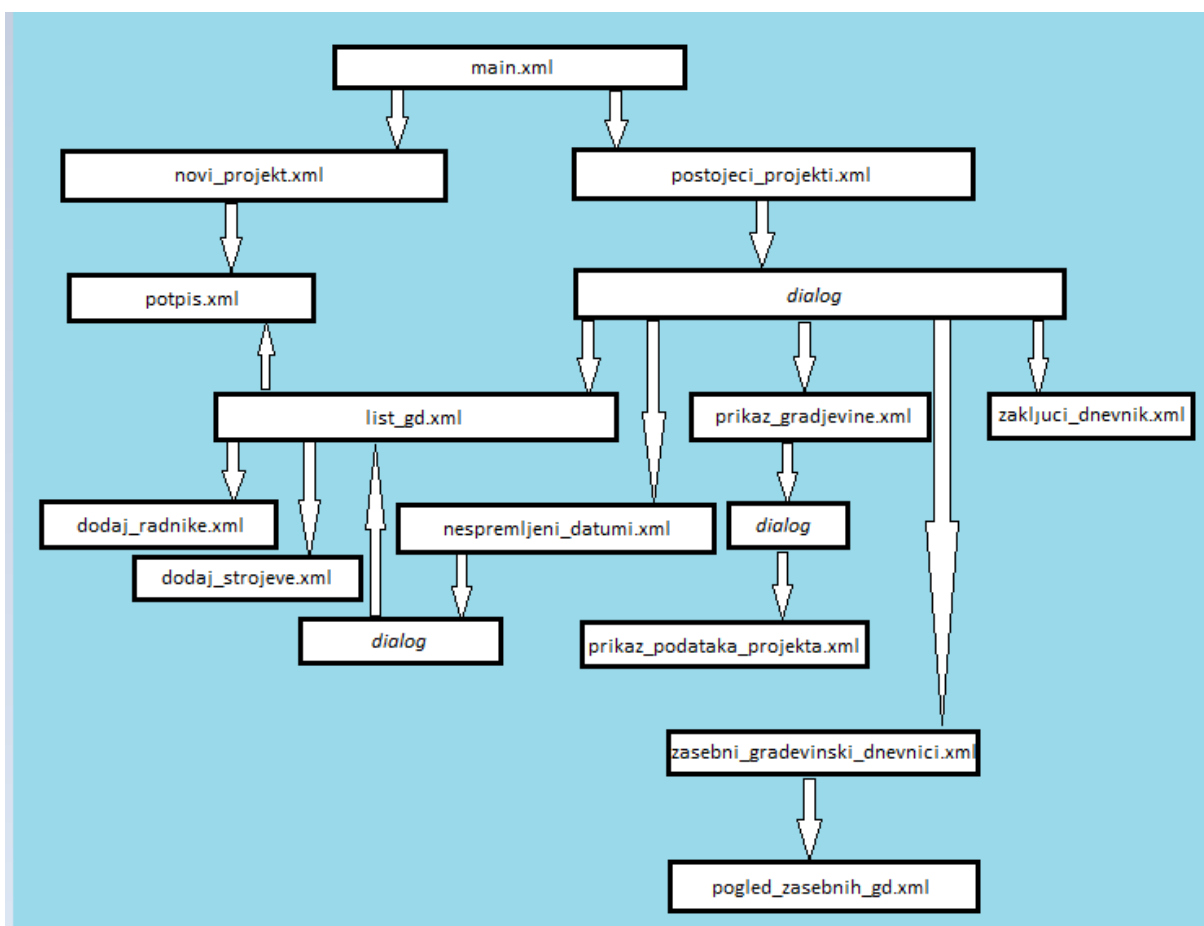 main.xml
novi_projekt.xml
postojeci_projekti.xml
potpis.xml
dialog
list_gd.xml
prikaz_gradjevine.xml
zakljuci_dnevnik.xml
dodaj_radnike.xml
nespremljeni_datumi.xml
dialog
dodaj_strojeve.xml
dialog
prikaz_podataka_projekta.xml
zasebni_gradevinski_dnevnici.xml
pogled_zasebnih_gd.xml